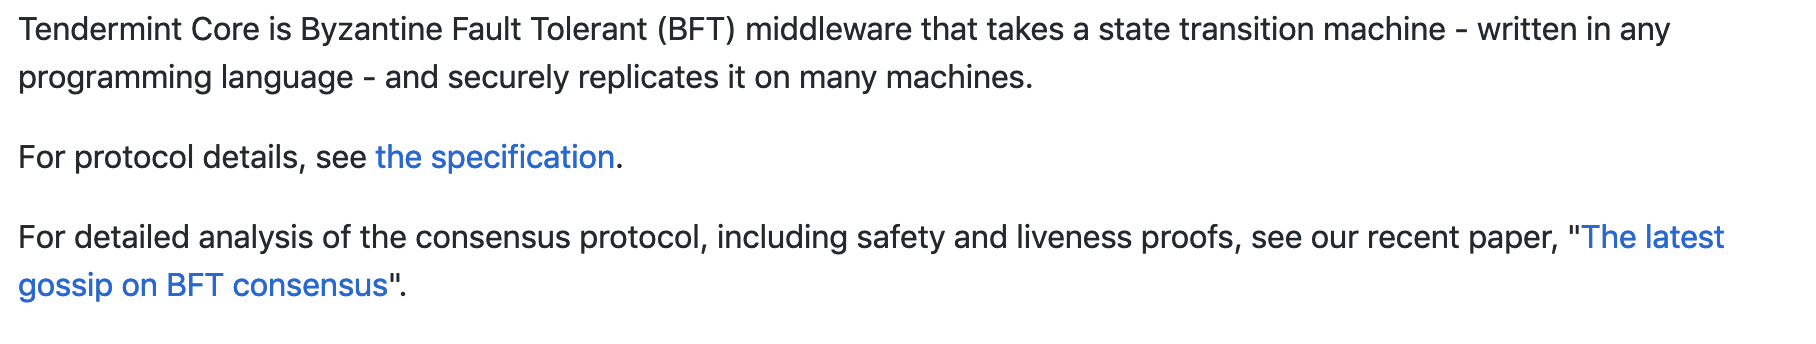 Tendermint Core is Byzantine Fault Tolerant (BFT) middleware that takes a state transition machine - written in any
programming language - and securely replicates it on many machines.
For protocol details, see the specification.
For detailed analysis of the consensus protocol, including safety and liveness proofs, see our recent paper, "The latest
gossip on BFT consensus".